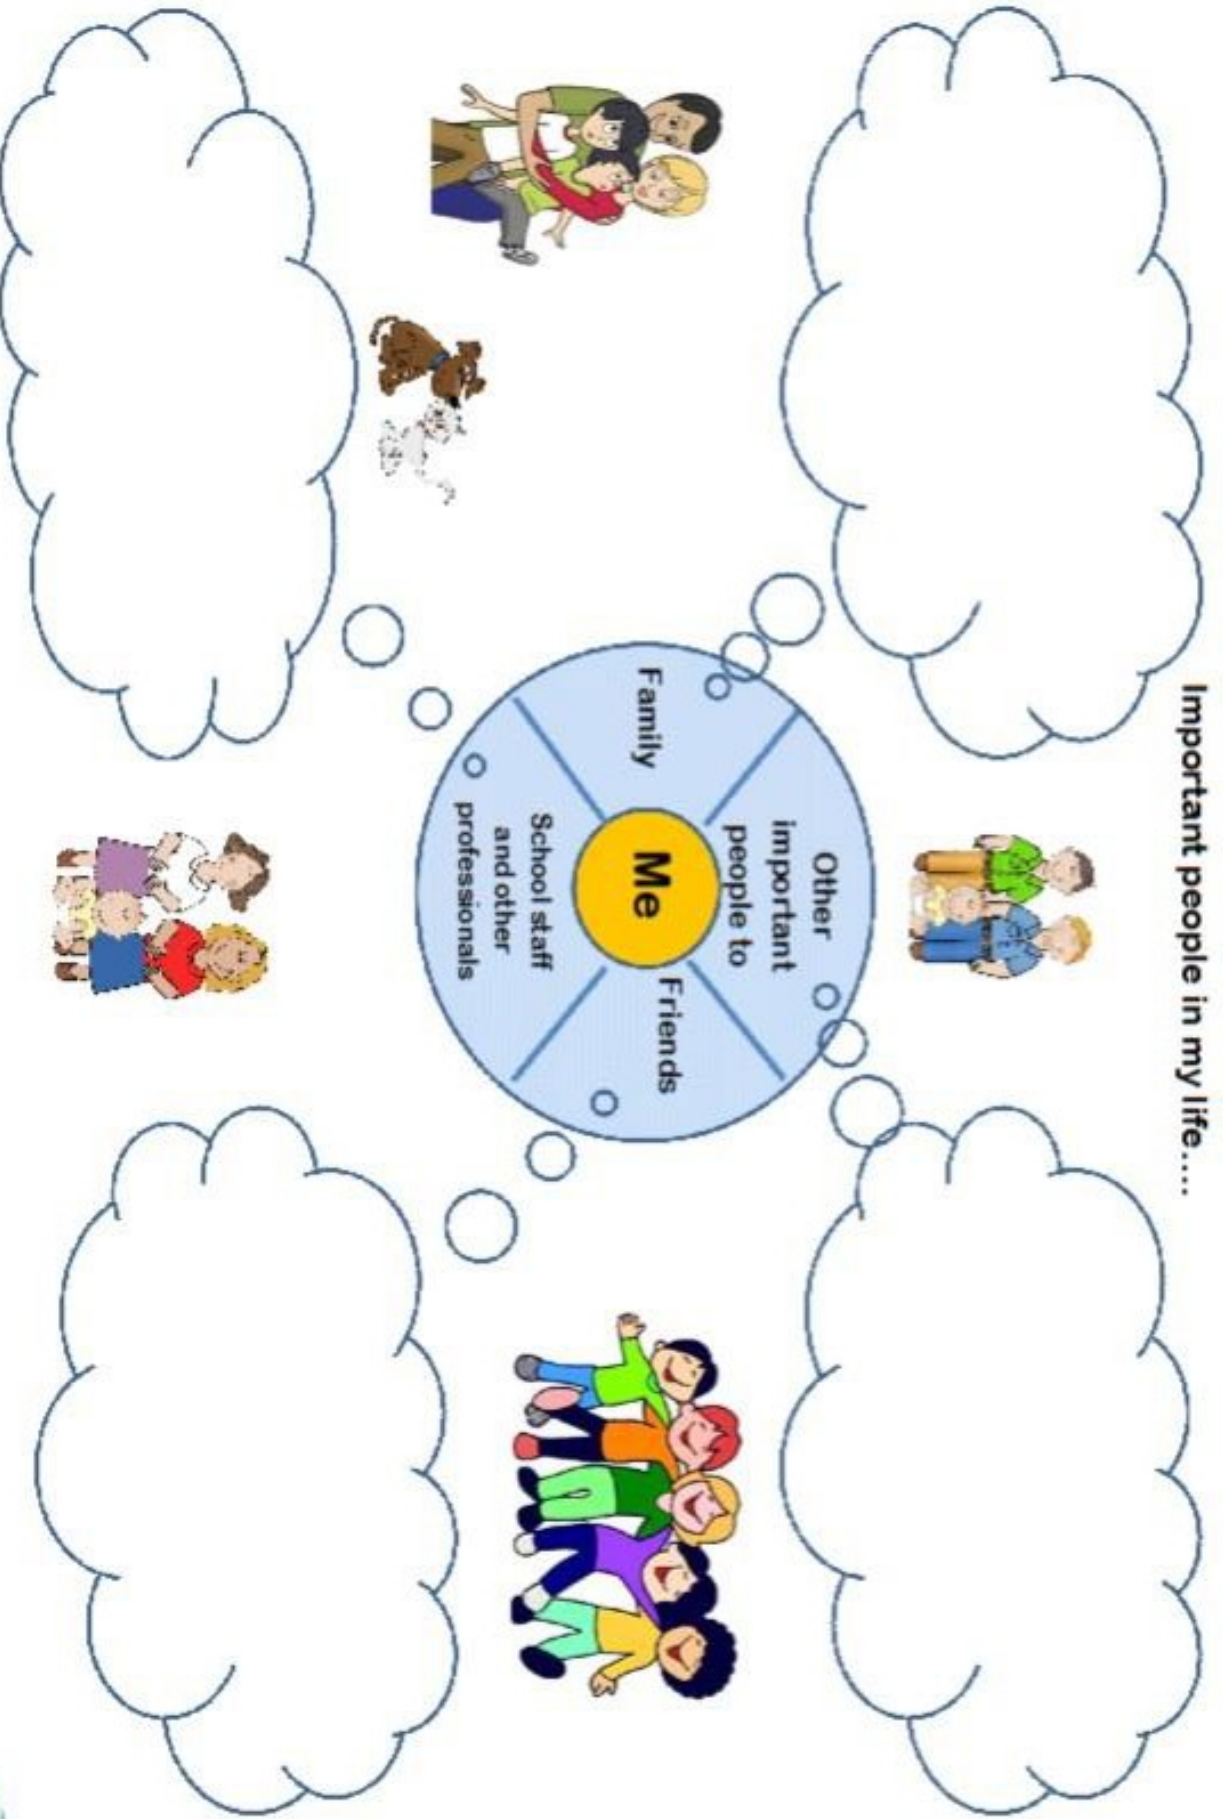 Important people in my life.....
Other
important
people to
Family
Me
Friends
School staff
and other
professionals